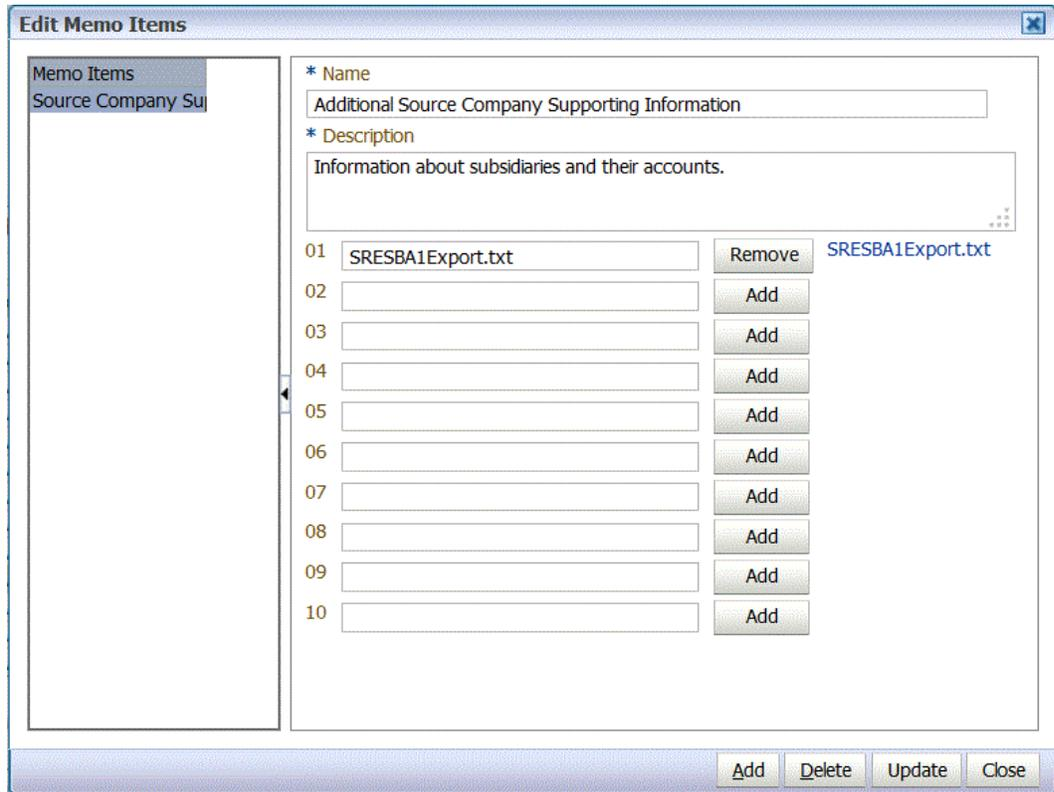 Edit Memo Items
Memo Items
Source Company Su
* Name
Additional Source Company Supporting Information
* Description
Information about subsidiaries and their accounts.
01 SRESBA1Export.txt Remove SRESBA1Export.txt
02 Add
03 Add
04 Add
05 Add
06 Add
07 Add
08 Add
09 Add
10 Add
Add Delete Update Close